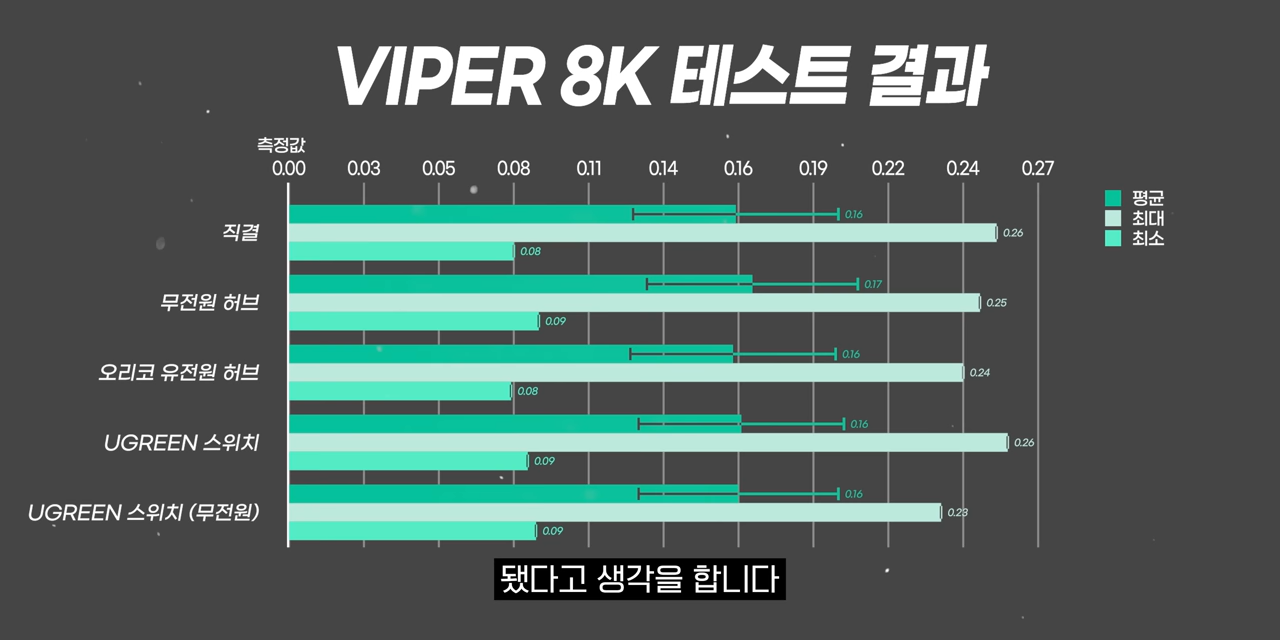 VIPER 8K 테스트 결과
측정값
0.00 0.03 0.05 0.08 0.11 0.14 0.16 0.19 0.22 0.24 0.27
평균
최대
최소
직결
0.16
0.26
0.08
무전원 허브
0.17
0.25
0.09
오리코 유전원 허브
0.16
0.24
0.08
UGREEN 스위치
0.16
0.26
0.09
UGREEN 스위치 (무전원)
0.16
0.23
0.09
됐다고 생각을 합니다